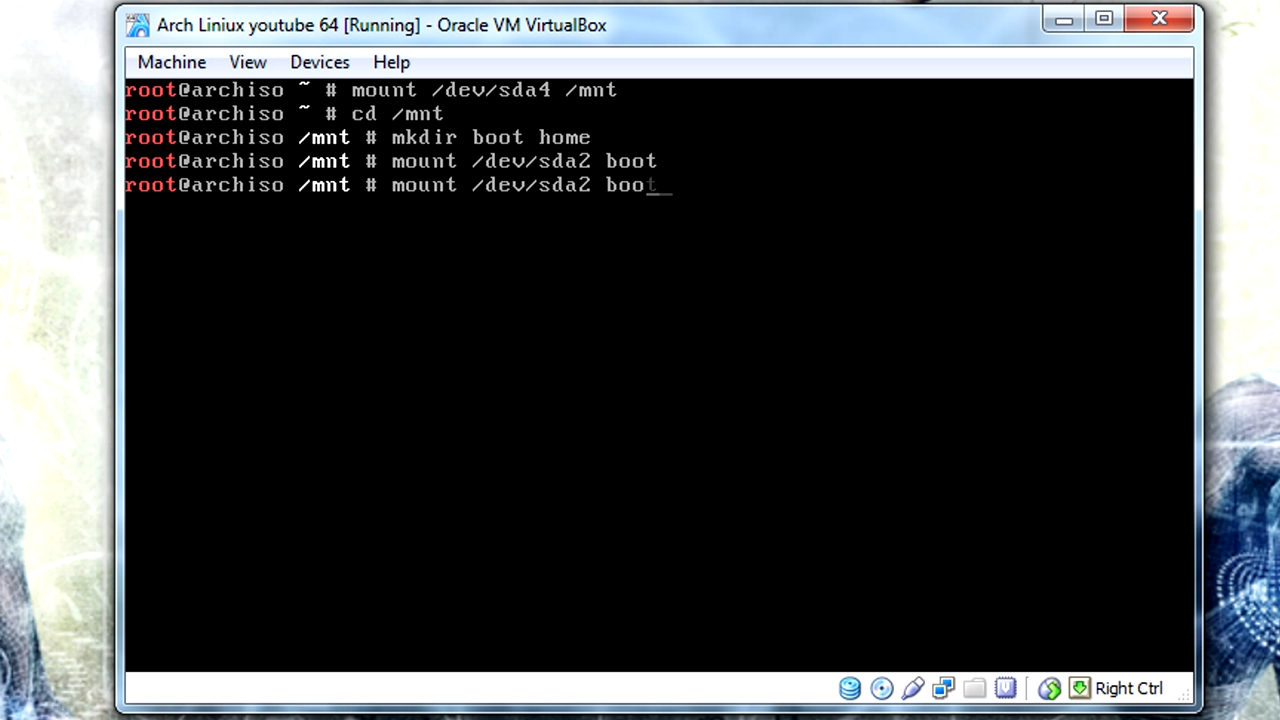 Arch Liniux youtube 64 [Running] - Oracle VM VirtualBox
Machine View Devices Help
root@archiso ~ # mount /dev/sda4 /mnt
root@archiso ~ # cd /mnt
root@archiso /mnt # mkdir boot home
root@archiso /mnt # mount /dev/sda2 boot
root@archiso /mnt # mount /dev/sda2 boot_
Right Ctrl